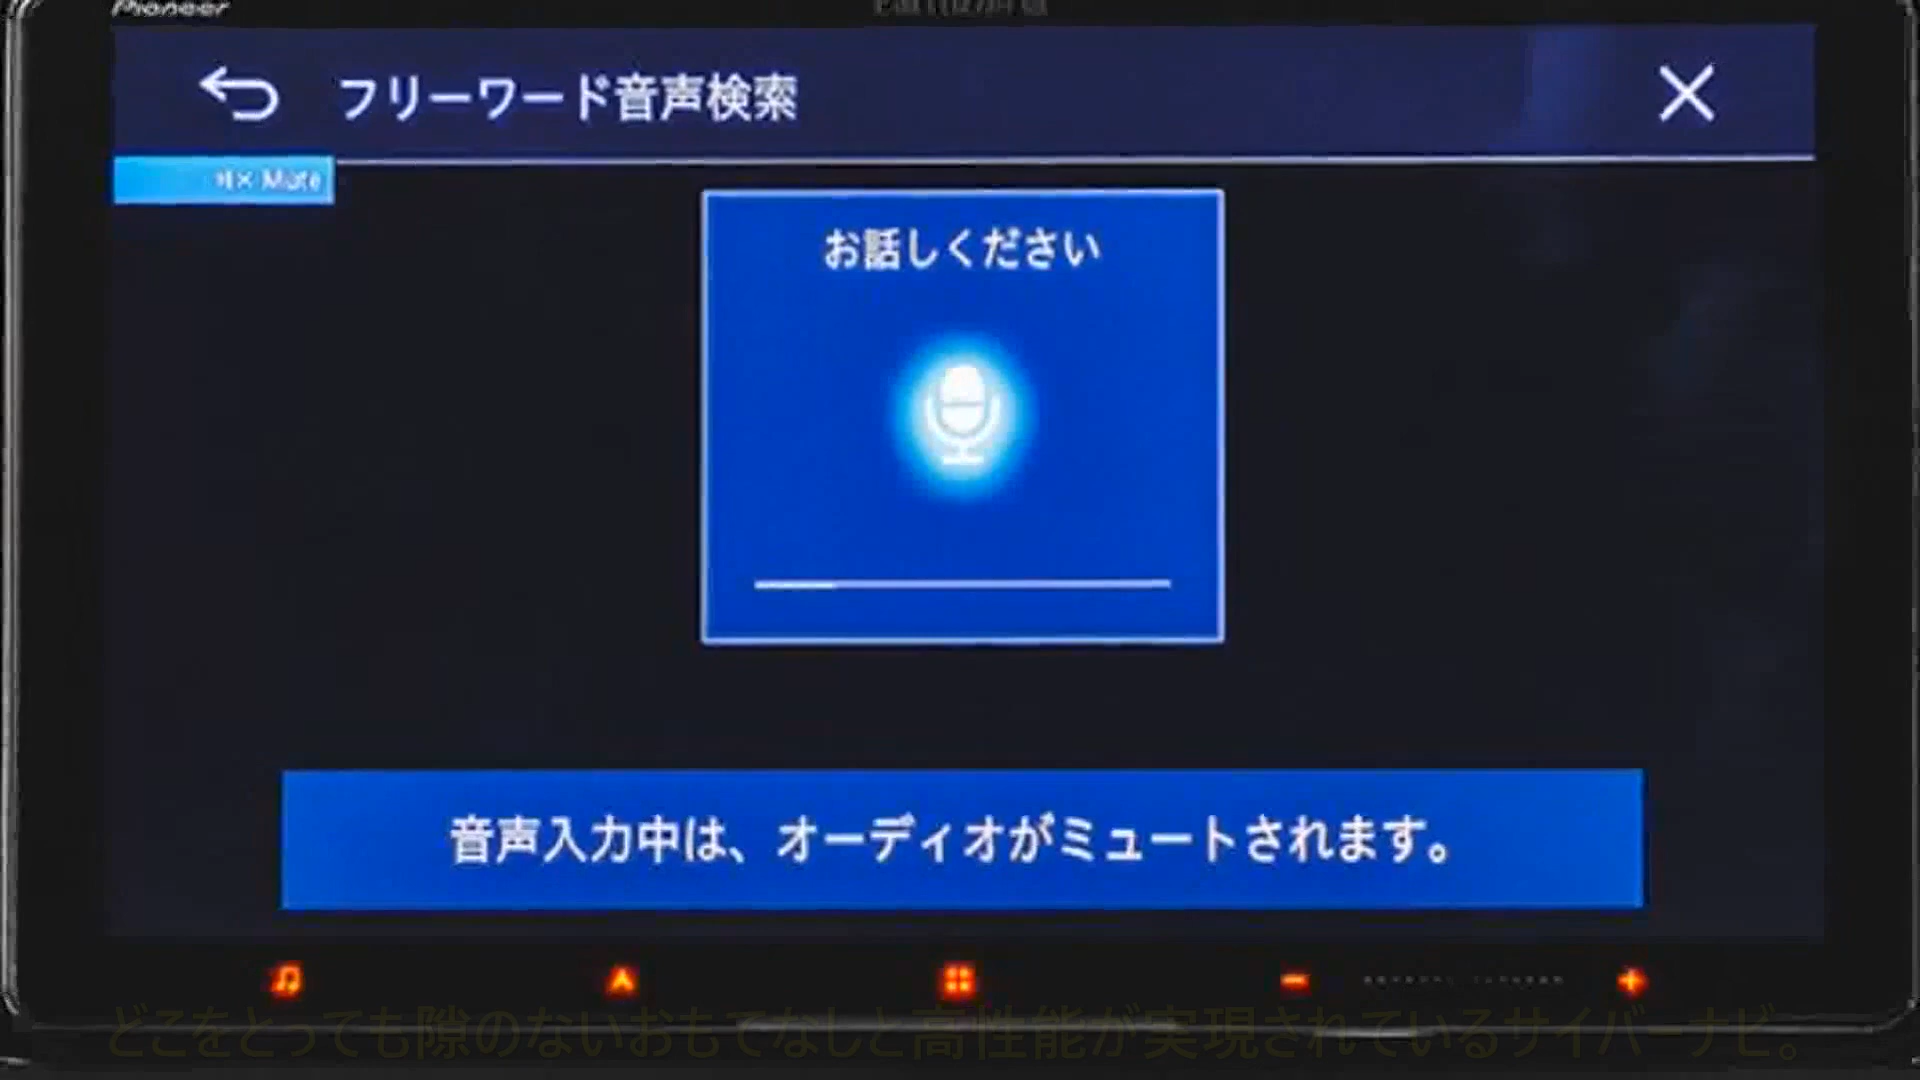 Pioneer
フリーワード音声検索
Mute
お話しください
音声入力中は、オーディオがミュートされます。
どこをとっても隙のないおもてなしと高性能が実現されているサイバーナビ。